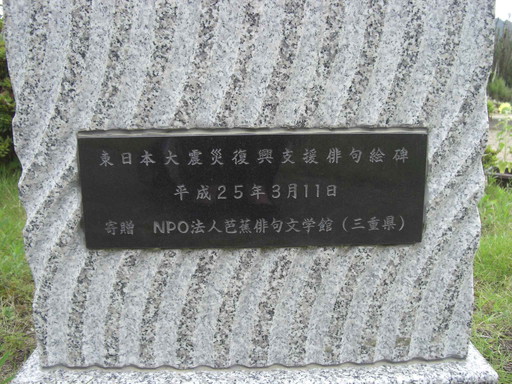 東日本大震災復興支援俳句絵碑
平成25年3月11日
寄贈　NPO法人芭蕉俳句文学館（三重県）